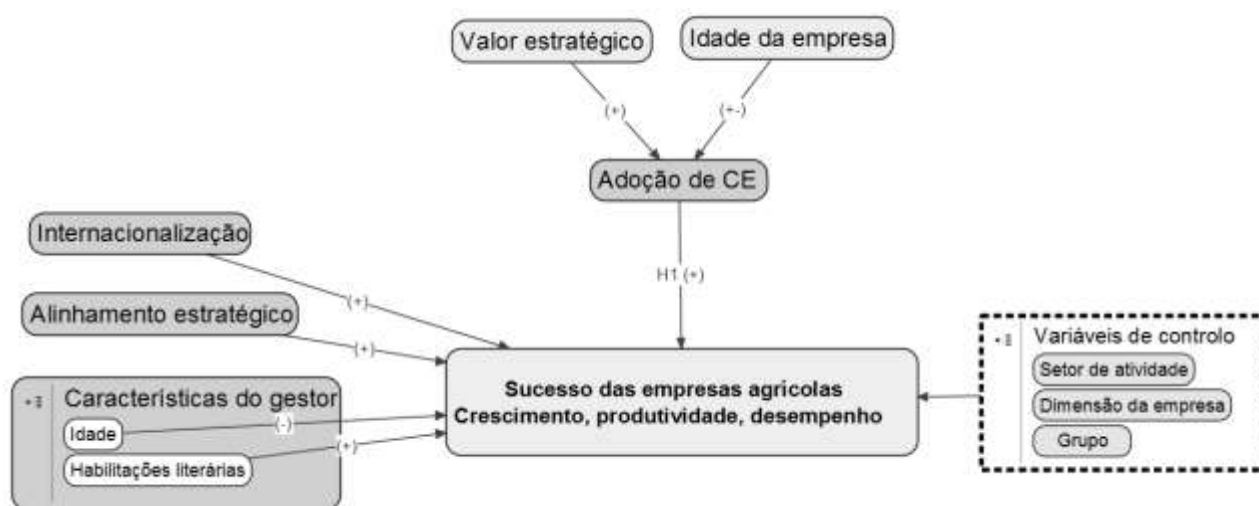 Valor estratégico
Idade da empresa
(+)
(+-)
Adoção de CE
Internacionalização
H1 (+)
(+)
Alinhamento estratégico
(+)
Características do gestor
Idade
(-)
Habilitações literárias
(+)
Sucesso das empresas agricolas
Crescimento, produtividade, desempenho
Variáveis de controlo
Setor de atividade
Dimensão da empresa
Grupo